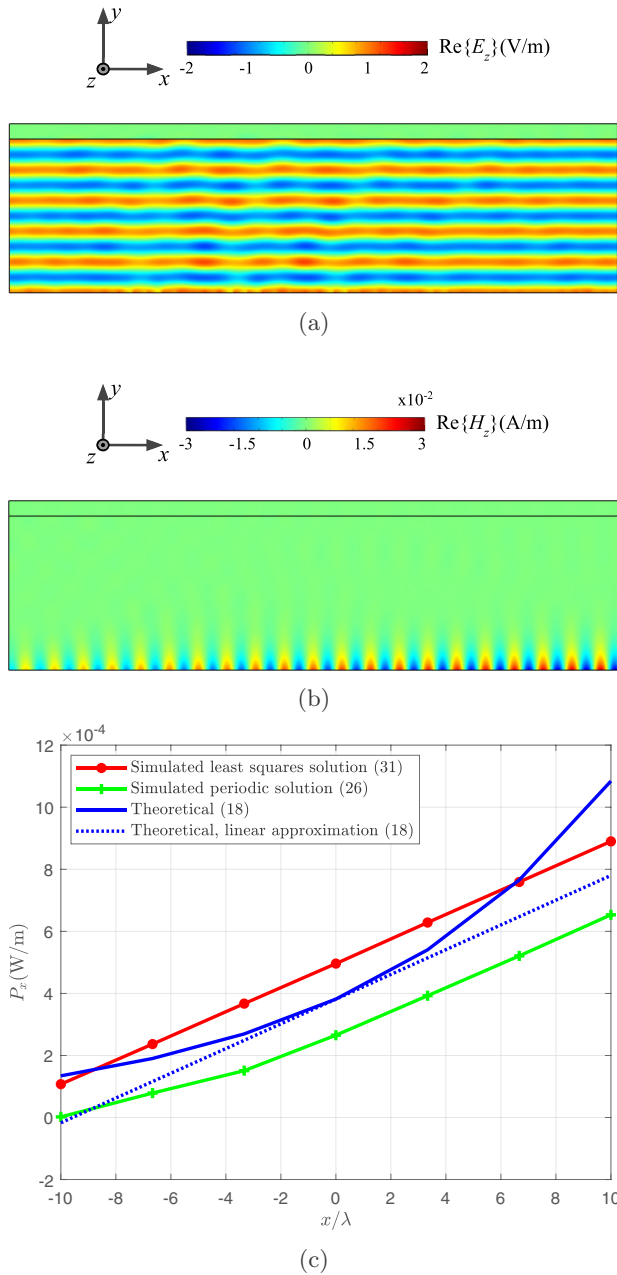 y
z
x
-2 -1 0 1 2
Re{E_z}(V/m)
(a)
y
z
x
x10^-2
-3 -1.5 0 1.5 3
Re{H_z}(A/m)
(b)
×10^-4
12
10
8
6
4
2
0
-2
P_x(W/m)
Simulated least squares solution (31)
Simulated periodic solution (26)
Theoretical (18)
Theoretical, linear approximation (18)
-10 -8 -6 -4 -2 0 2 4 6 8 10
x/λ
(c)